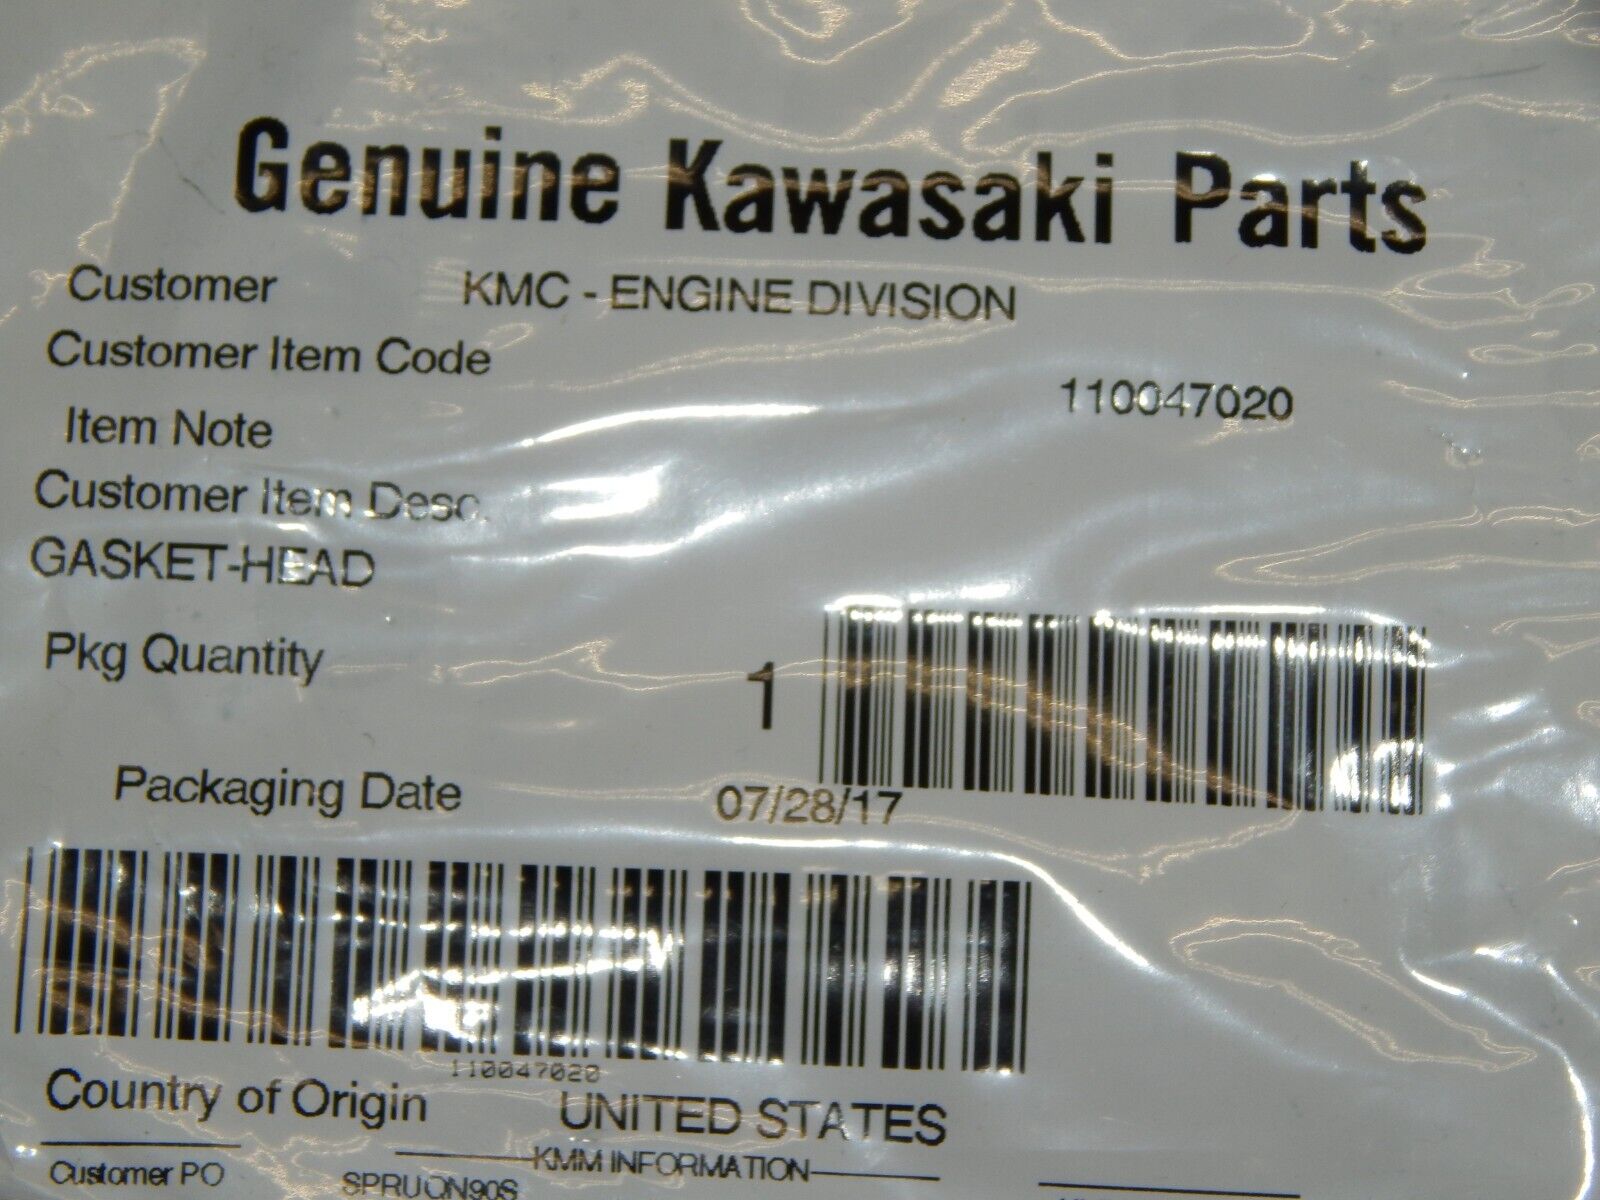 Genuine Kawasaki Parts
Customer KMC - ENGINE DIVISION
Customer Item Code
110047020
Item Note
Customer Item Desc.
GASKET-HEAD
Pkg Quantity 1
Packaging Date 07/28/17
110047020
Country of Origin UNITED STATES
KMM INFORMATION
Customer PO SPRUON90S